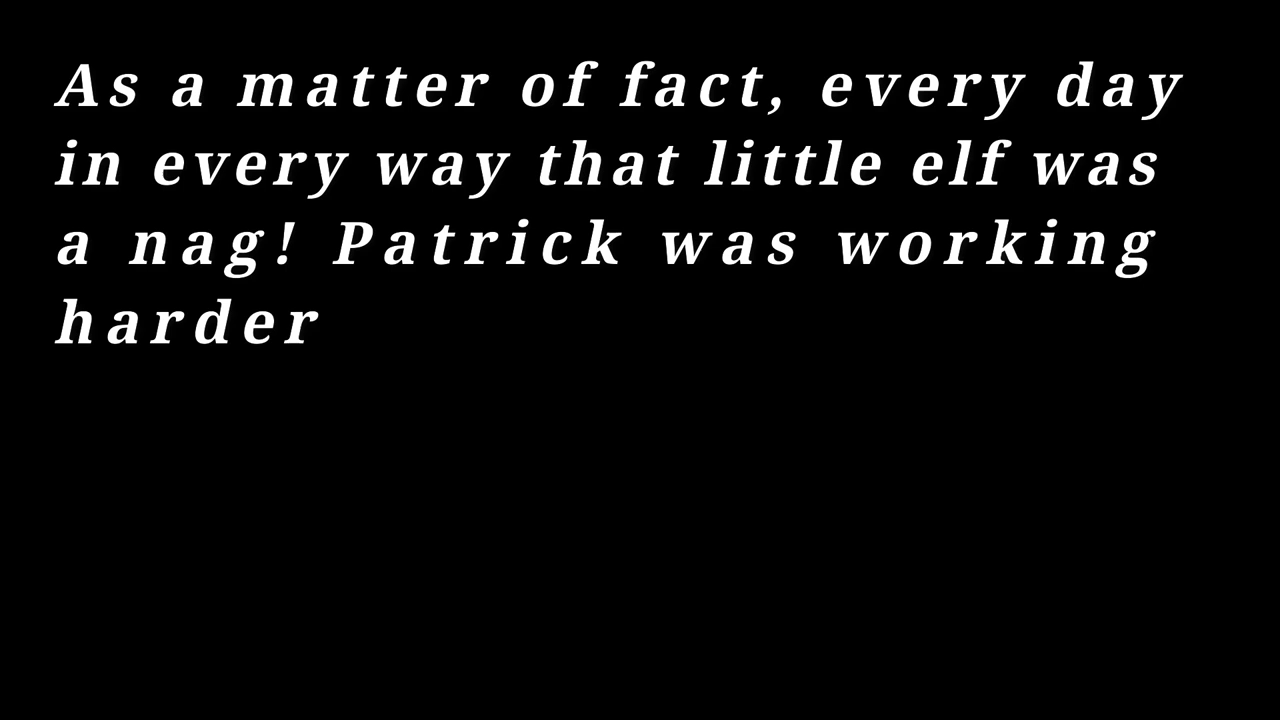 As a matter of fact, every day
in every way that little elf was
a nag! Patrick was working
harder